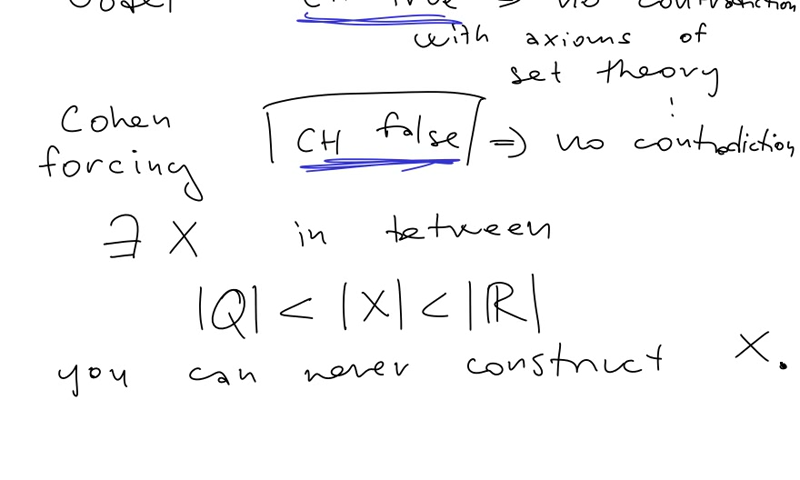 with axioms of
set theory
Cohen forcing
CH false ⇒ no contradiction
∃ X in between
|Q| < |X| < |R|
you can never construct X.